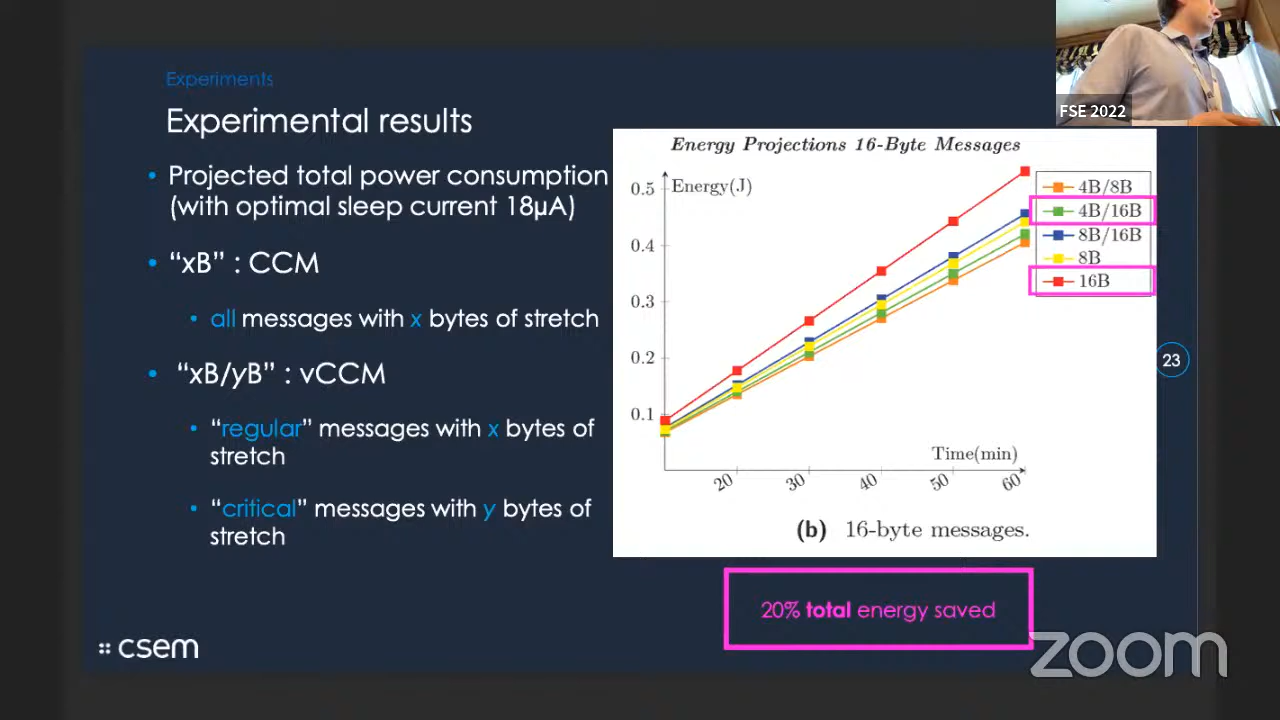 Experiments
Experimental results
• Projected total power consumption
(with optimal sleep current 18µA)
• “xB” : CCM
• all messages with x bytes of stretch
• “xB/yB” : vCCM
• “regular” messages with x bytes of
stretch
• “critical” messages with y bytes of
stretch
Energy Projections 16-Byte Messages
Energy(J)
0.5
0.4
0.3
0.2
0.1
Time(min)
20
30
40
50
60
4B/8B
4B/16B
8B/16B
8B
16B
(b) 16-byte messages.
20% total energy saved
23
csem
FSE 2022
zoom